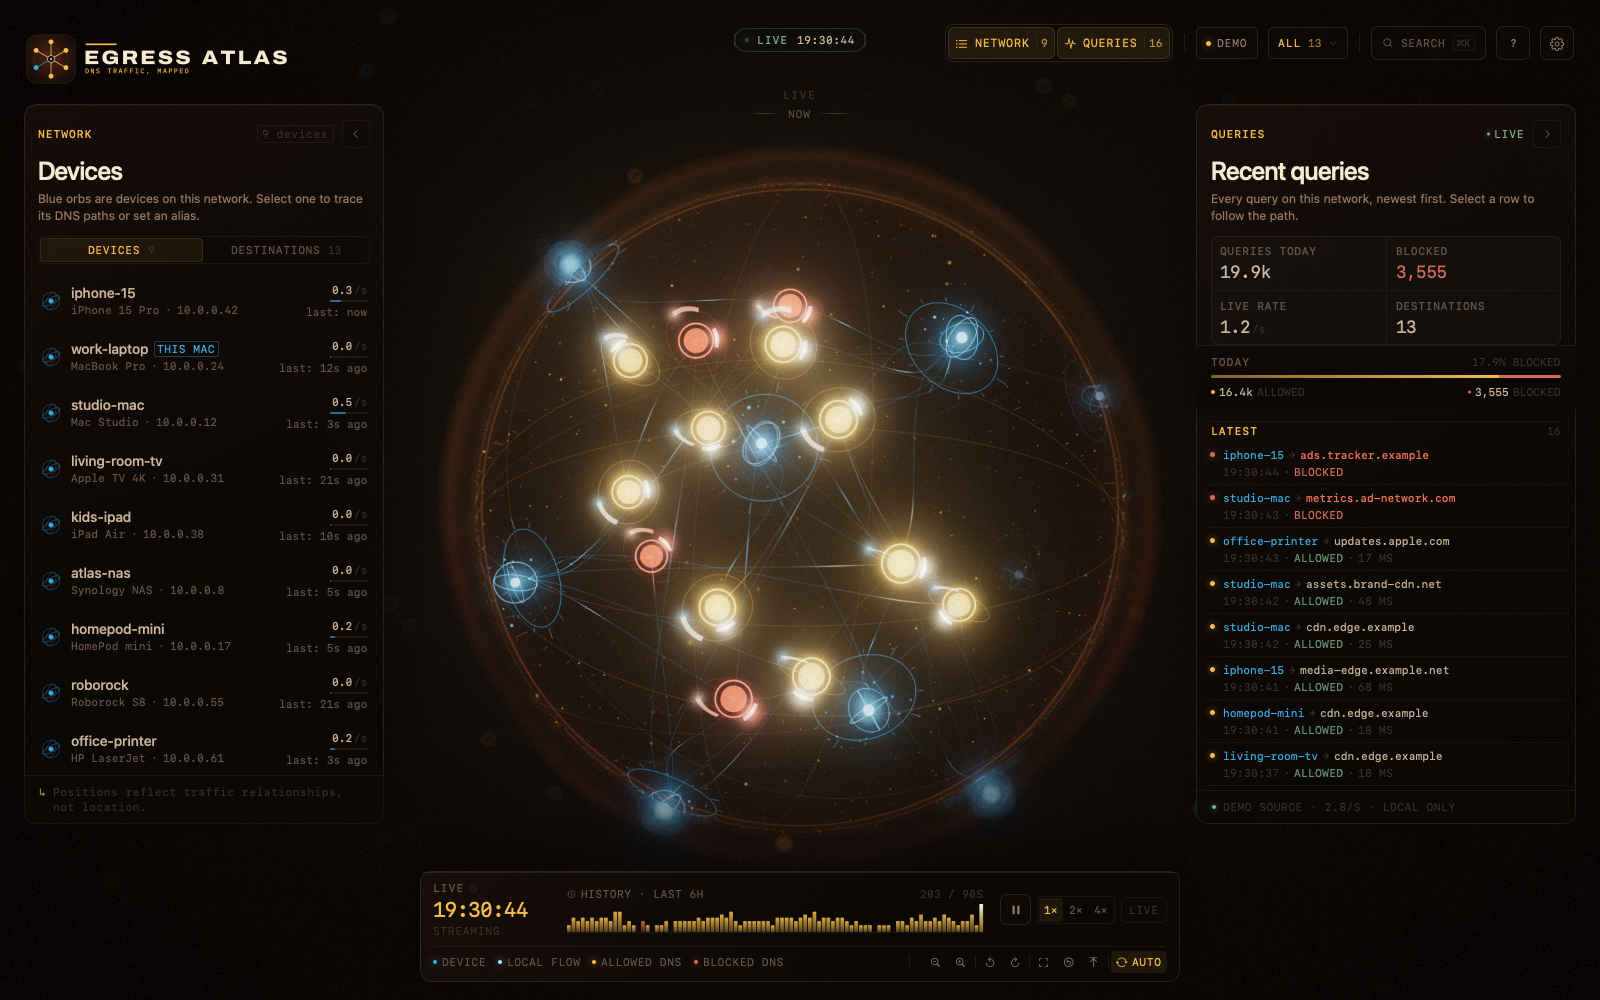 EGRESS ATLAS
DNS TRAFFIC, MAPPED
LIVE 19:30:44
NETWORK 9
QUERIES 16
DEMO
ALL 13
SEARCH ⌘K
?
LIVE
NOW
NETWORK
9 devices
Devices
Blue orbs are devices on this network. Select one to trace
its DNS paths or set an alias.
DEVICES 9
DESTINATIONS 13
iphone-15 0.3/s
iPhone 15 Pro · 10.0.0.42 last: now
work-laptop THIS MAC 0.0/s
MacBook Pro · 10.0.0.24 last: 12s ago
studio-mac 0.5/s
Mac Studio · 10.0.0.12 last: 3s ago
living-room-tv 0.0/s
Apple TV 4K · 10.0.0.31 last: 21s ago
kids-ipad 0.0/s
iPad Air · 10.0.0.38 last: 10s ago
atlas-nas 0.0/s
Synology NAS · 10.0.0.8 last: 5s ago
homepod-mini 0.2/s
HomePod mini · 10.0.0.17 last: 5s ago
roborock 0.0/s
Roborock S8 · 10.0.0.55 last: 21s ago
office-printer 0.2/s
HP LaserJet · 10.0.0.61 last: 3s ago
↳ Positions reflect traffic relationships,
not location.
QUERIES
LIVE
Recent queries
Every query on this network, newest first. Select a row to
follow the path.
QUERIES TODAY
19.9k
BLOCKED
3,555
LIVE RATE
1.2/s
DESTINATIONS
13
TODAY 17.9% BLOCKED
16.4k ALLOWED 3,555 BLOCKED
LATEST 16
iphone-15 → ads.tracker.example
19:30:44 · BLOCKED
studio-mac → metrics.ad-network.com
19:30:43 · BLOCKED
office-printer → updates.apple.com
19:30:43 · ALLOWED · 17 MS
studio-mac → assets.brand-cdn.net
19:30:42 · ALLOWED · 48 MS
studio-mac → cdn.edge.example
19:30:42 · ALLOWED · 25 MS
iphone-15 → media-edge.example.net
19:30:41 · ALLOWED · 68 MS
homepod-mini → cdn.edge.example
19:30:41 · ALLOWED · 18 MS
living-room-tv → cdn.edge.example
19:30:37 · ALLOWED · 18 MS
DEMO SOURCE · 2.8/S · LOCAL ONLY
LIVE
19:30:44
STREAMING
HISTORY · LAST 6H 203 / 90S
1× 2× 4× LIVE
DEVICE LOCAL FLOW ALLOWED DNS BLOCKED DNS
AUTO